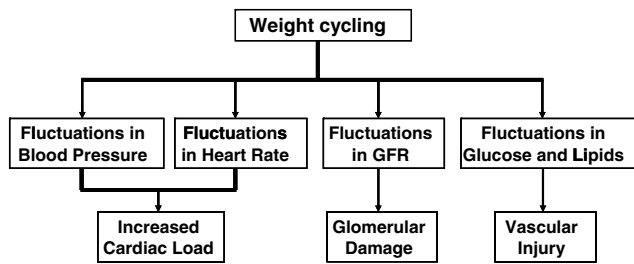 Weight cycling
Fluctuations in
Blood Pressure
Fluctuations
in Heart Rate
Fluctuations
in GFR
Fluctuations in
Glucose and Lipids
Increased
Cardiac Load
Glomerular
Damage
Vascular
Injury